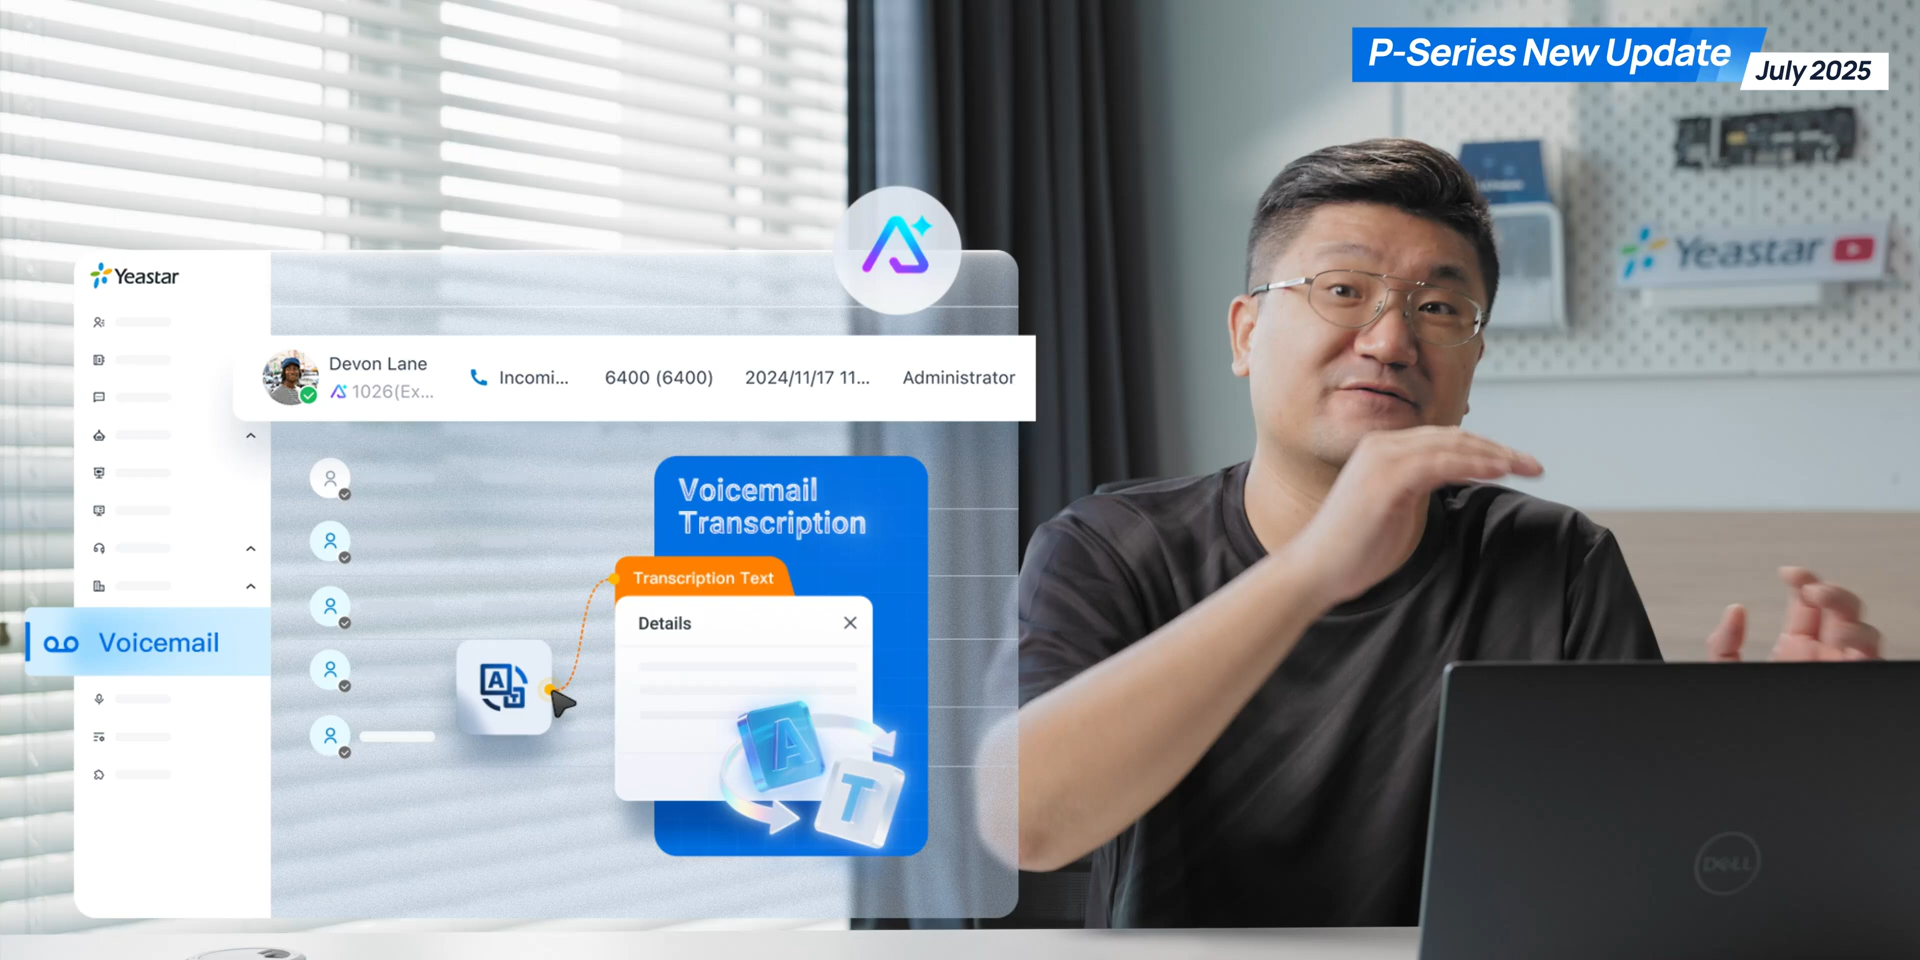 P-Series New Update
July 2025
Yeastar
Yeastar
Devon Lane
1026(Ex...
Incomi...
6400 (6400)
2024/11/17 11...
Administrator
Voicemail
Transcription
Transcription Text
Details
A
Voicemail
A
T
DELL